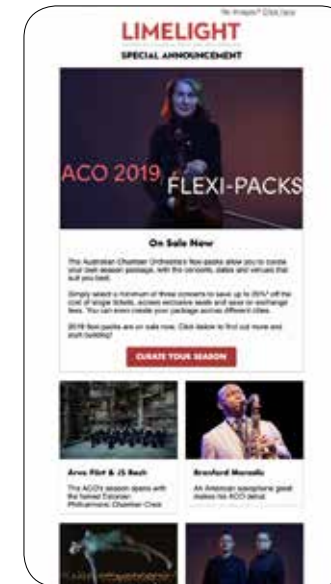 No images? Click here
LIMELIGHT
SPECIAL ANNOUNCEMENT
ACO 2019
FLEXI-PACKS
On Sale Now
The Australian Chamber Orchestra's flexi-packs allow you to curate
your own season package, with the concerts, dates and venues that
suit you best.
Simply select a minimum of three concerts to save up to 25%* off the
cost of single tickets, access exclusive seats and save on exchange
fees. You can even create your package across different cities.
2019 flexi-packs are on sale now. Click below to find out more and
start building!
CURATE YOUR SEASON
Arvo Pärt & JS Bach
The ACO's season opens with
the famed Estonian
Philharmonic Chamber Choir
Branford Marsalis
An American saxophone great
makes his ACO debut